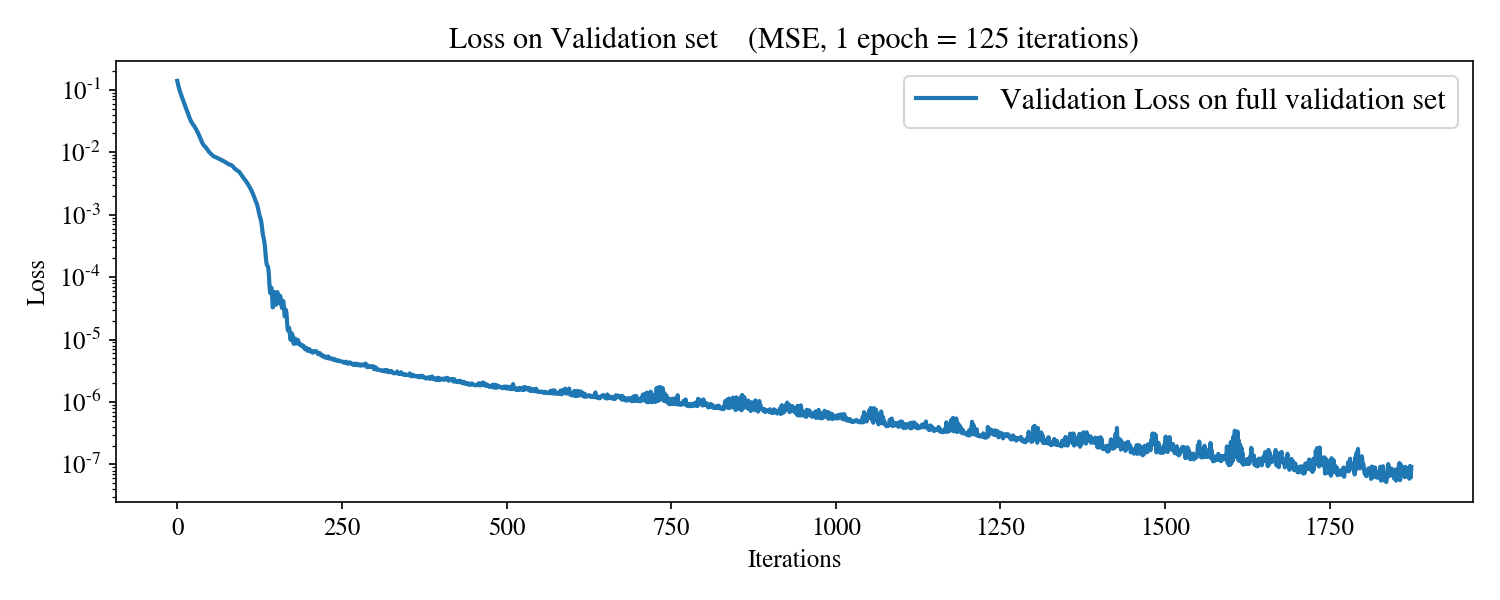 Loss on Validation set (MSE, 1 epoch = 125 iterations)
Validation Loss on full validation set
10⁻¹
10⁻²
10⁻³
10⁻⁴
10⁻⁵
10⁻⁶
10⁻⁷
Loss
0 250 500 750 1000 1250 1500 1750
Iterations